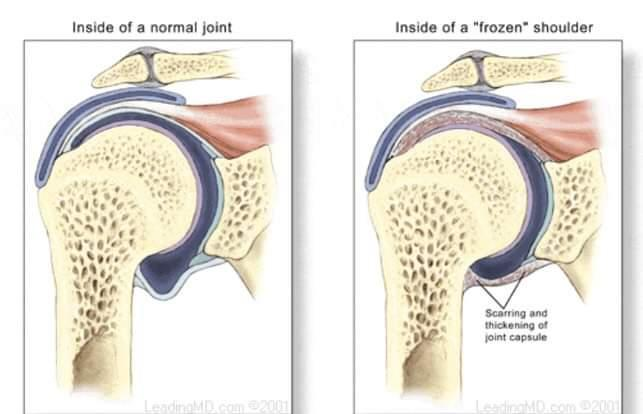 Inside of a normal joint
Inside of a "frozen" shoulder
Scarring and
thickening of
joint capsule
LeadingMD.com ©2001
LeadingMD.com ©2001